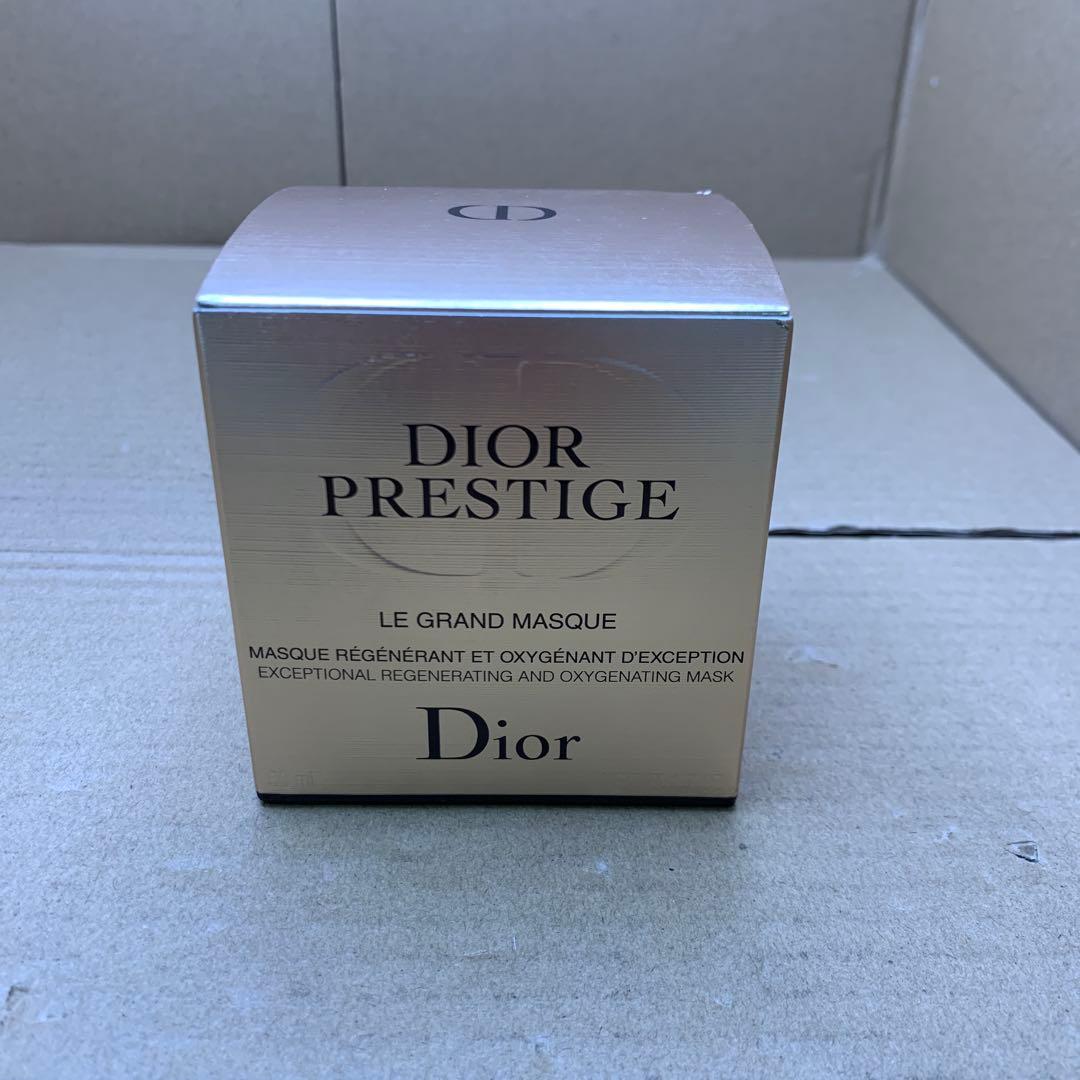 DIOR
PRESTIGE
LE GRAND MASQUE
MASQUE RÉGÉNÉRANT ET OXYGÉNANT D'EXCEPTION
EXCEPTIONAL REGENERATING AND OXYGENATING MASK
Dior